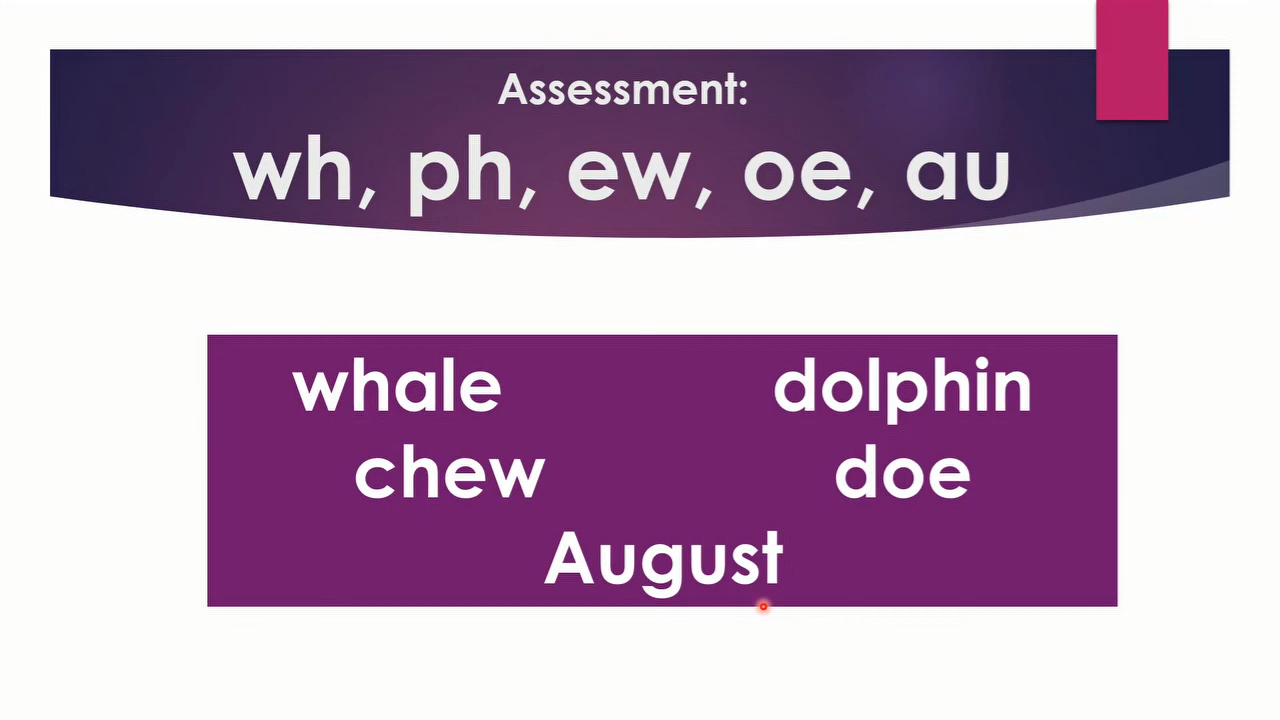 Assessment:
wh, ph, ew, oe, au
whale dolphin
chew doe
August